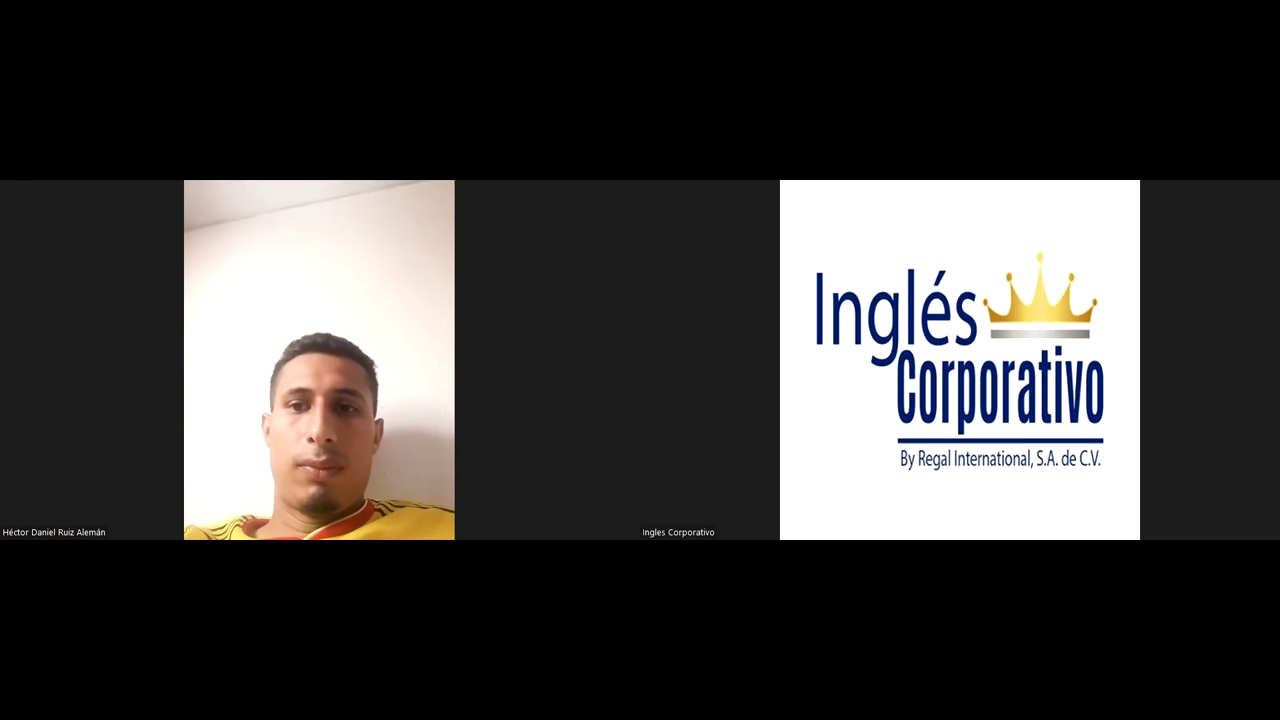 Inglés
Corporativo
By Regal International, S.A. de C.V.
Héctor Daniel Ruiz Alemán
Ingles Corporativo